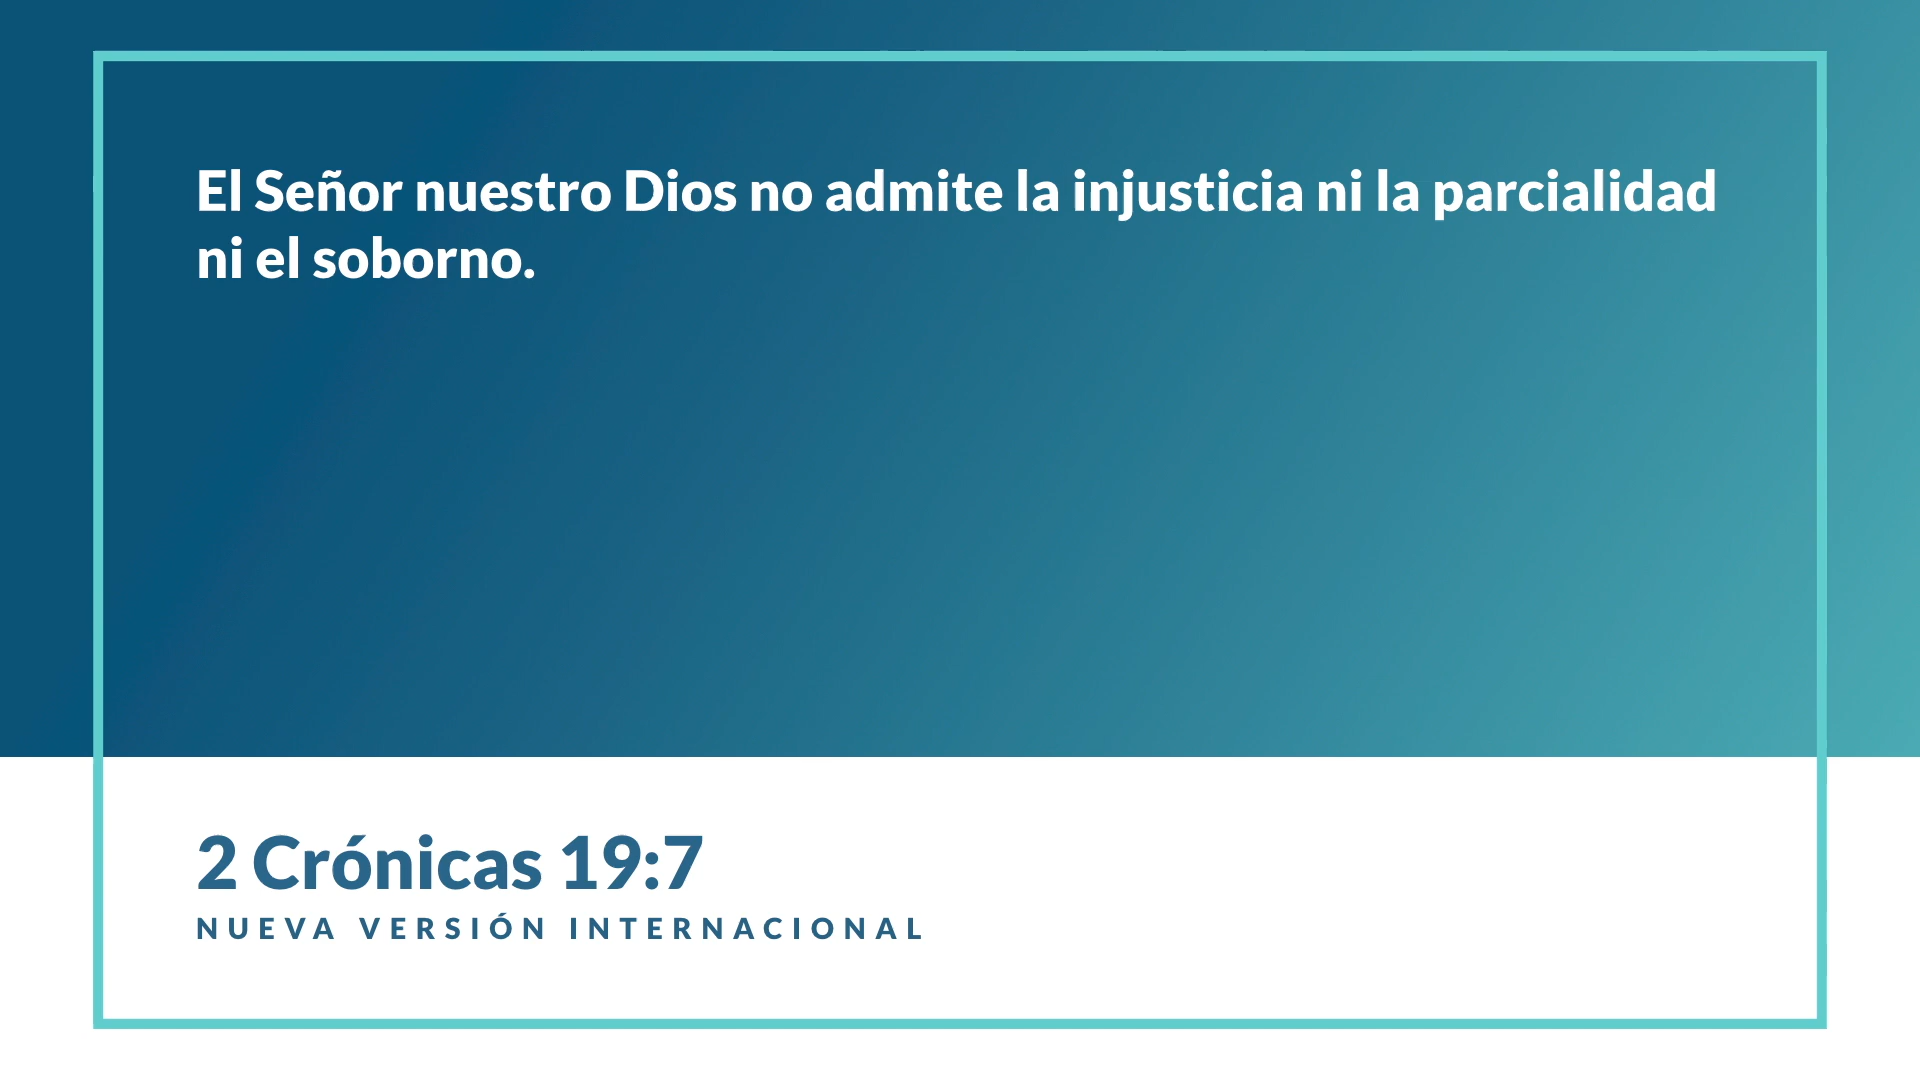 El Señor nuestro Dios no admite la injusticia ni la parcialidad
ni el soborno.
2 Crónicas 19:7
NUEVA VERSIÓN INTERNACIONAL